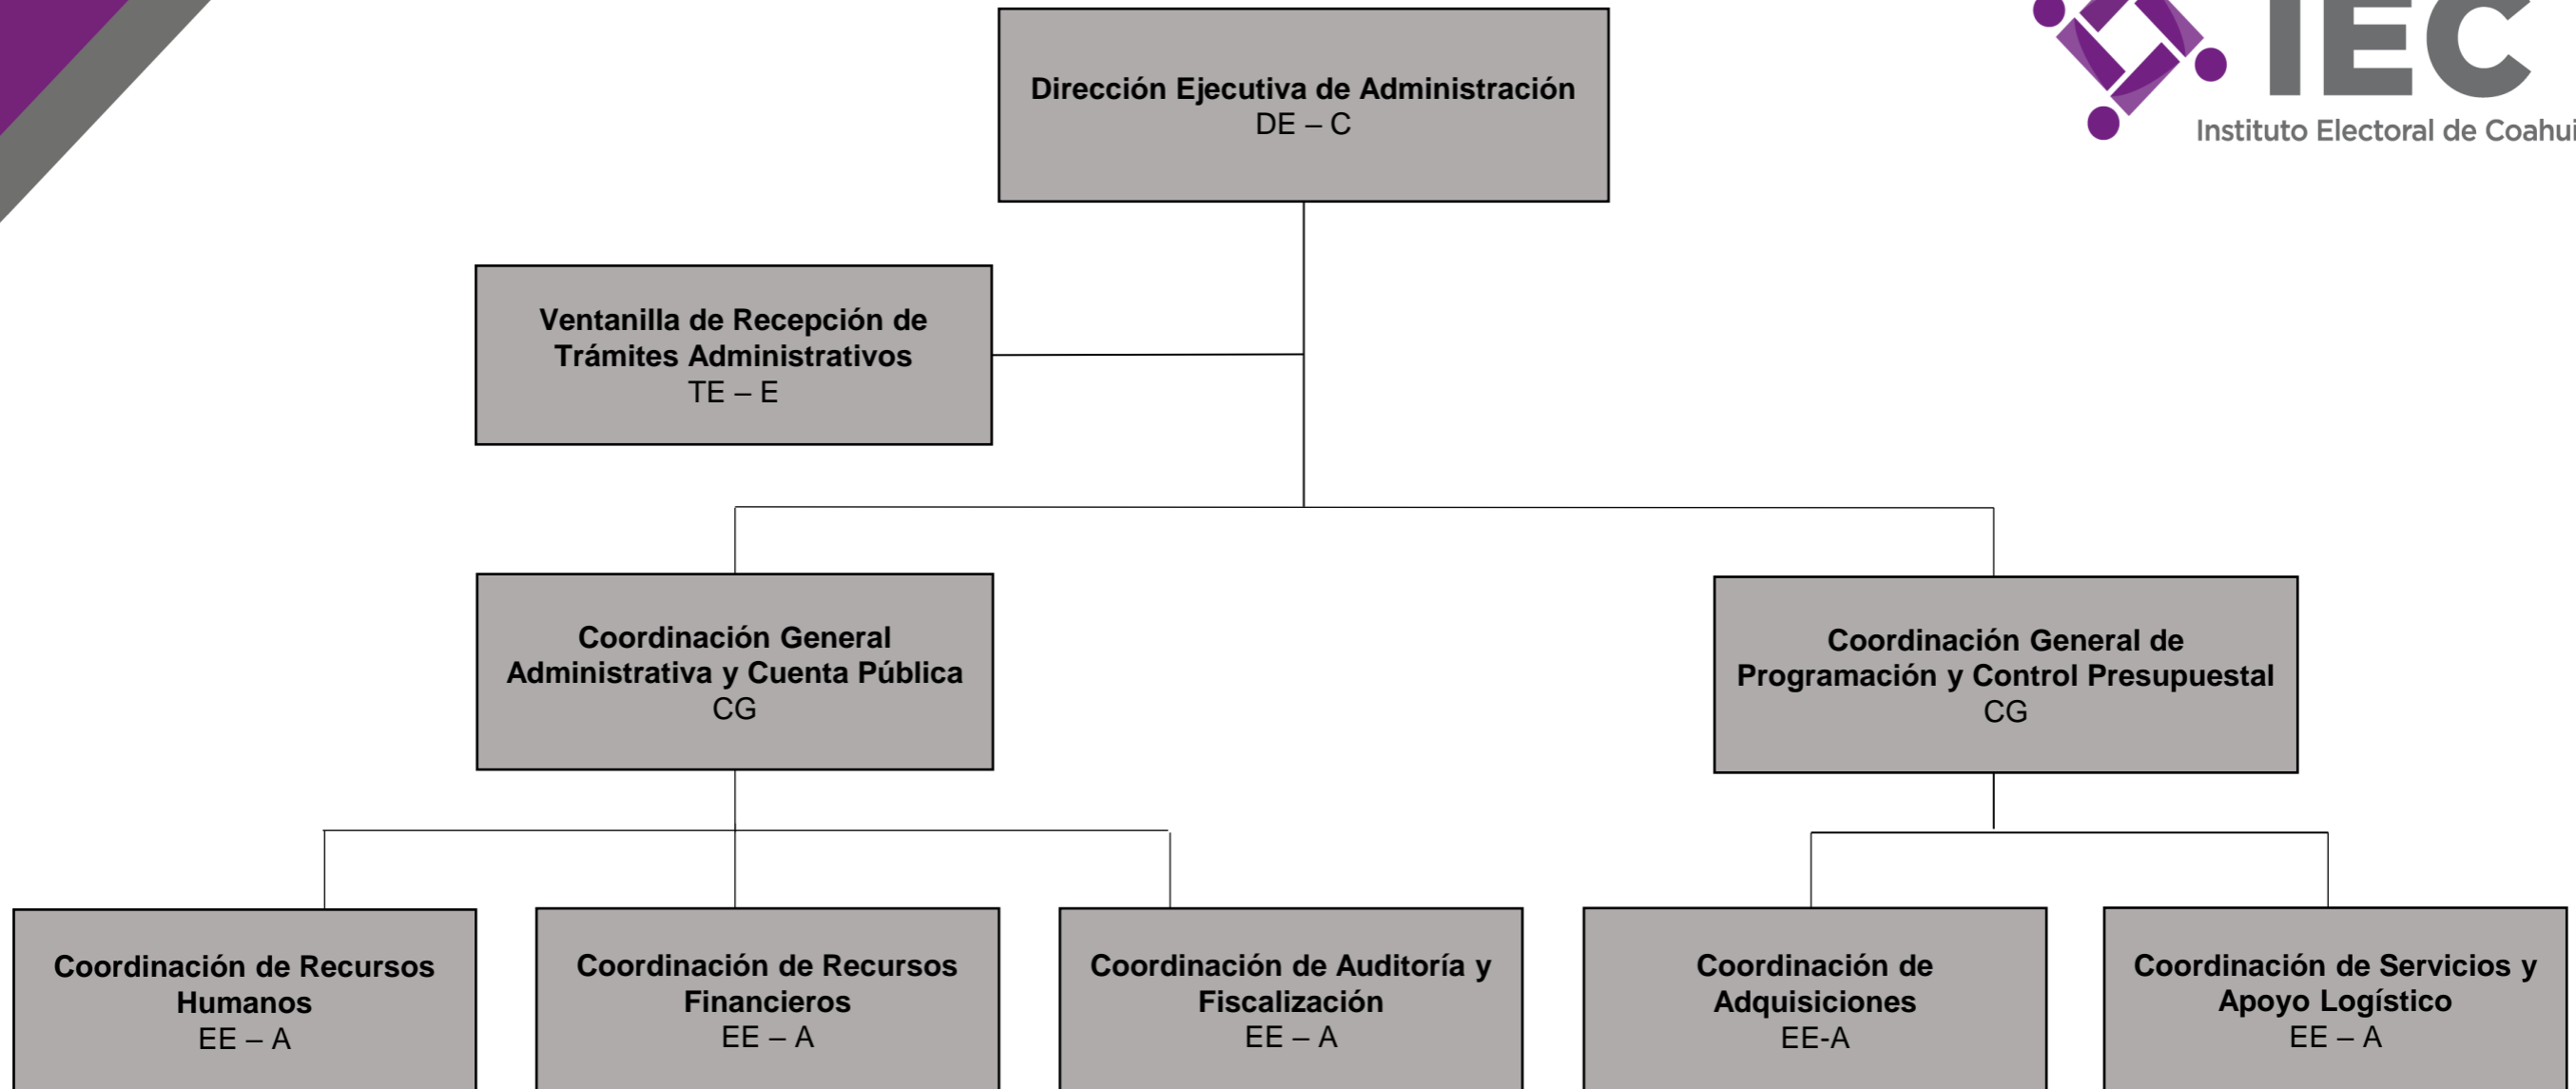 IEC
Instituto Electoral de Coahui
Dirección Ejecutiva de Administración
DE – C
Ventanilla de Recepción de
Trámites Administrativos
TE – E
Coordinación General
Administrativa y Cuenta Pública
CG
Coordinación General de
Programación y Control Presupuestal
CG
Coordinación de Recursos
Humanos
EE – A
Coordinación de Recursos
Financieros
EE – A
Coordinación de Auditoría y
Fiscalización
EE – A
Coordinación de
Adquisiciones
EE-A
Coordinación de Servicios y
Apoyo Logístico
EE – A